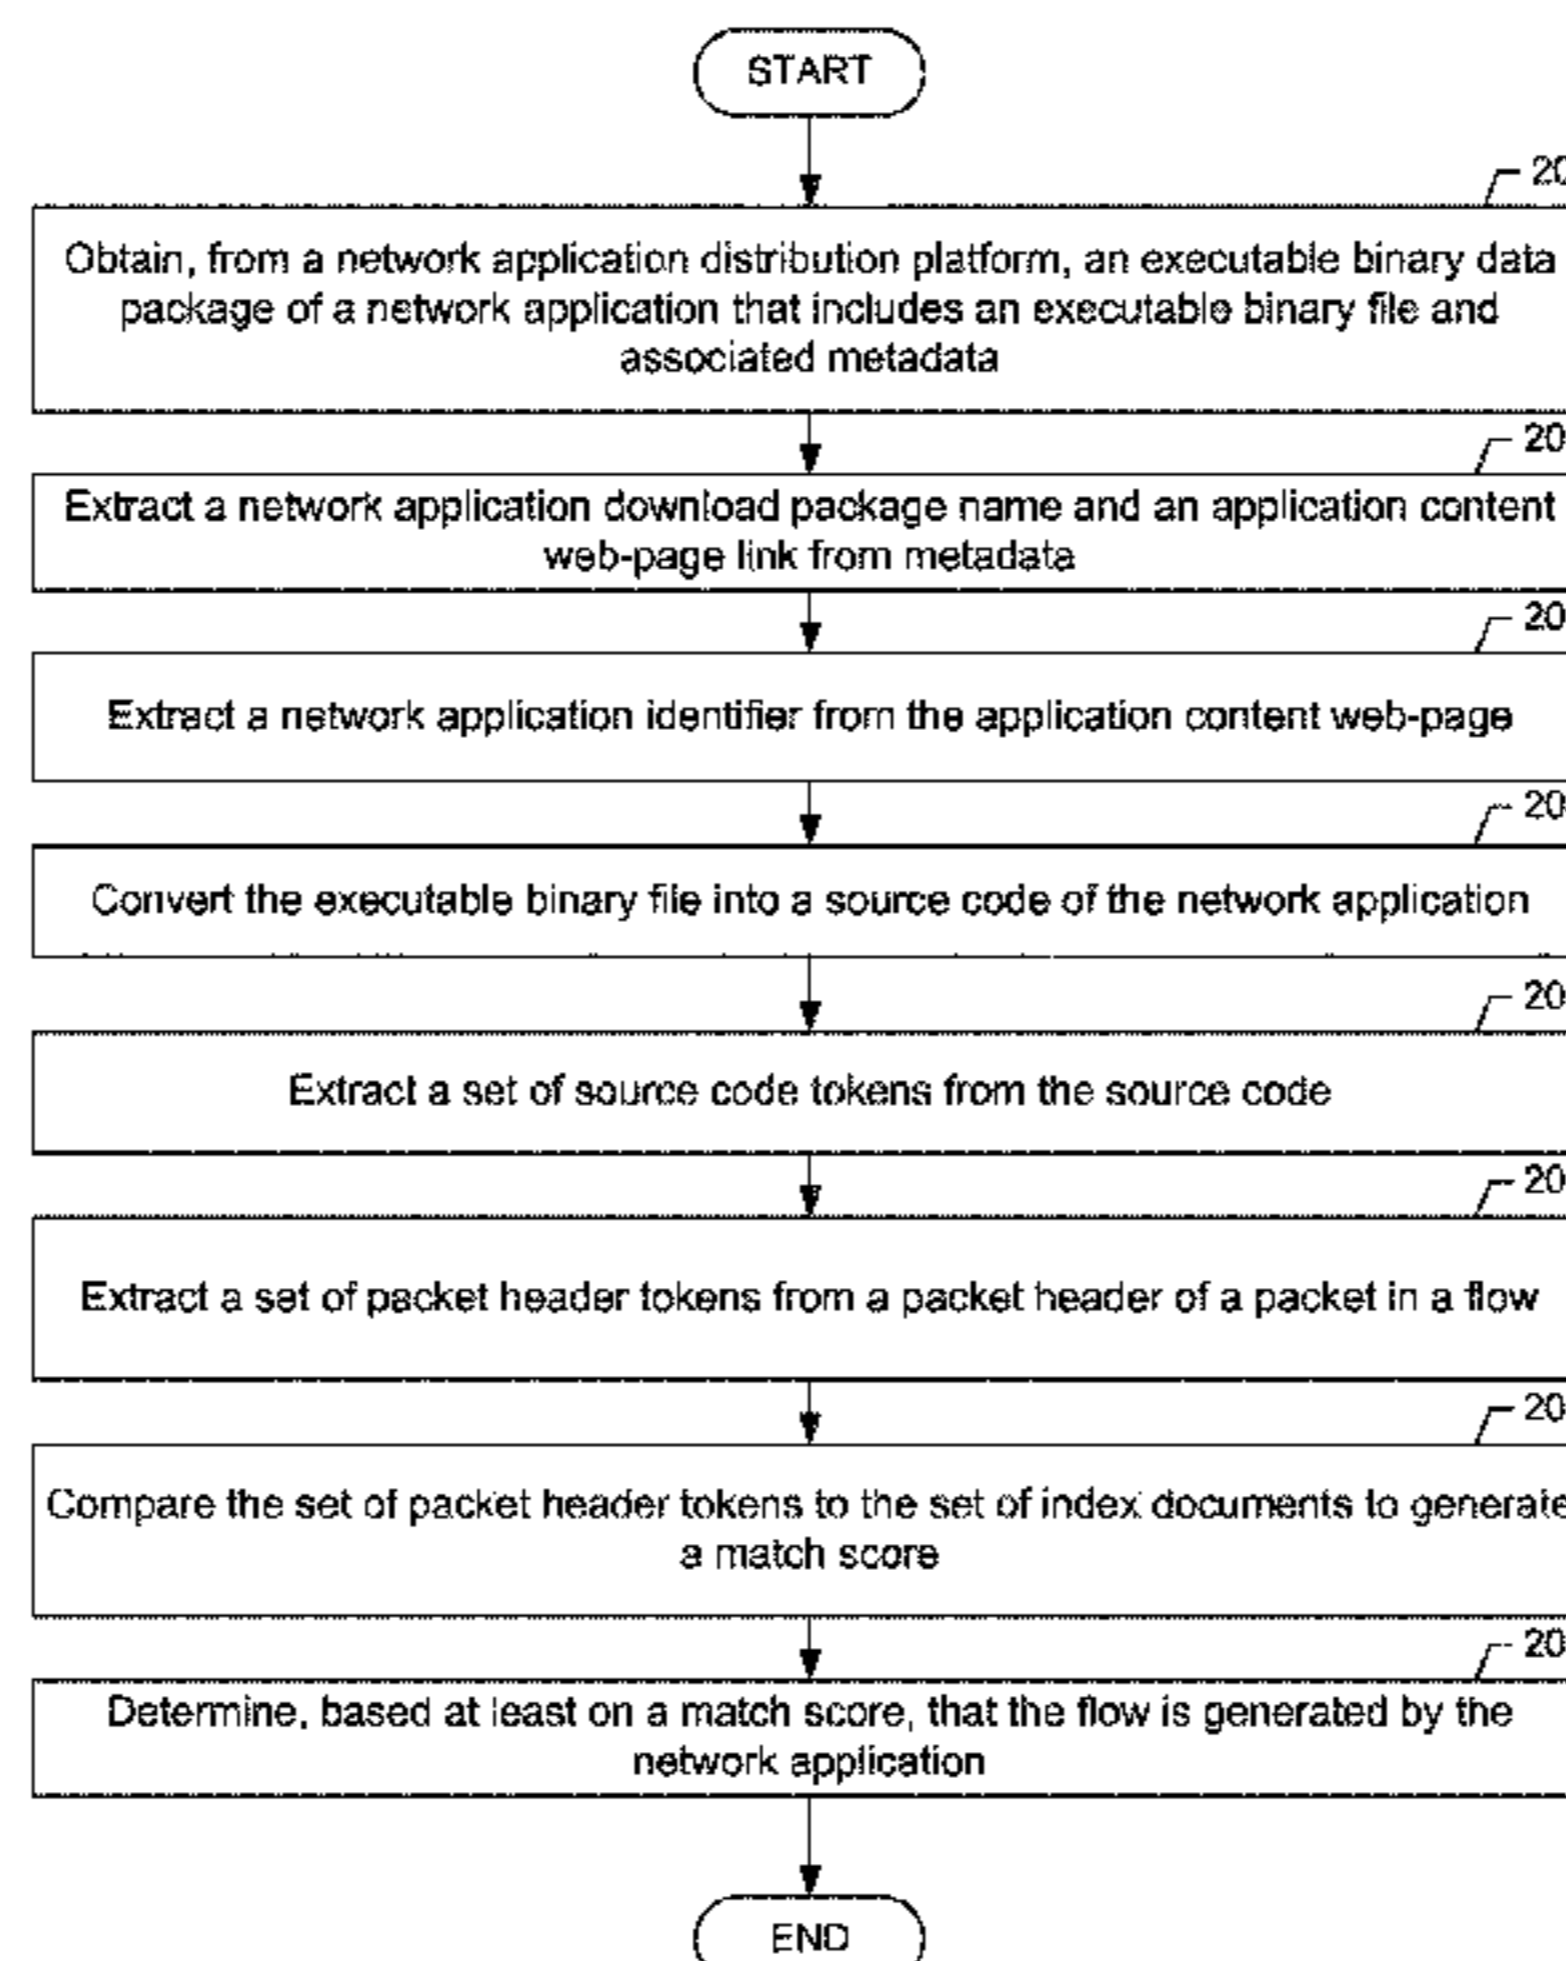 START
20
Obtain, from a network application distribution platform, an executable binary data
package of a network application that includes an executable binary file and
associated metadata
20
Extract a network application download package name and an application content
web-page link from metadata
20
Extract a network application identifier from the application content web-page
20
Convert the executable binary file into a source code of the network application
20
Extract a set of source code tokens from the source code
20
Extract a set of packet header tokens from a packet header of a packet in a flow
20
Compare the set of packet header tokens to the set of index documents to generate
a match score
20
Determine, based at least on a match score, that the flow is generated by the
network application
END